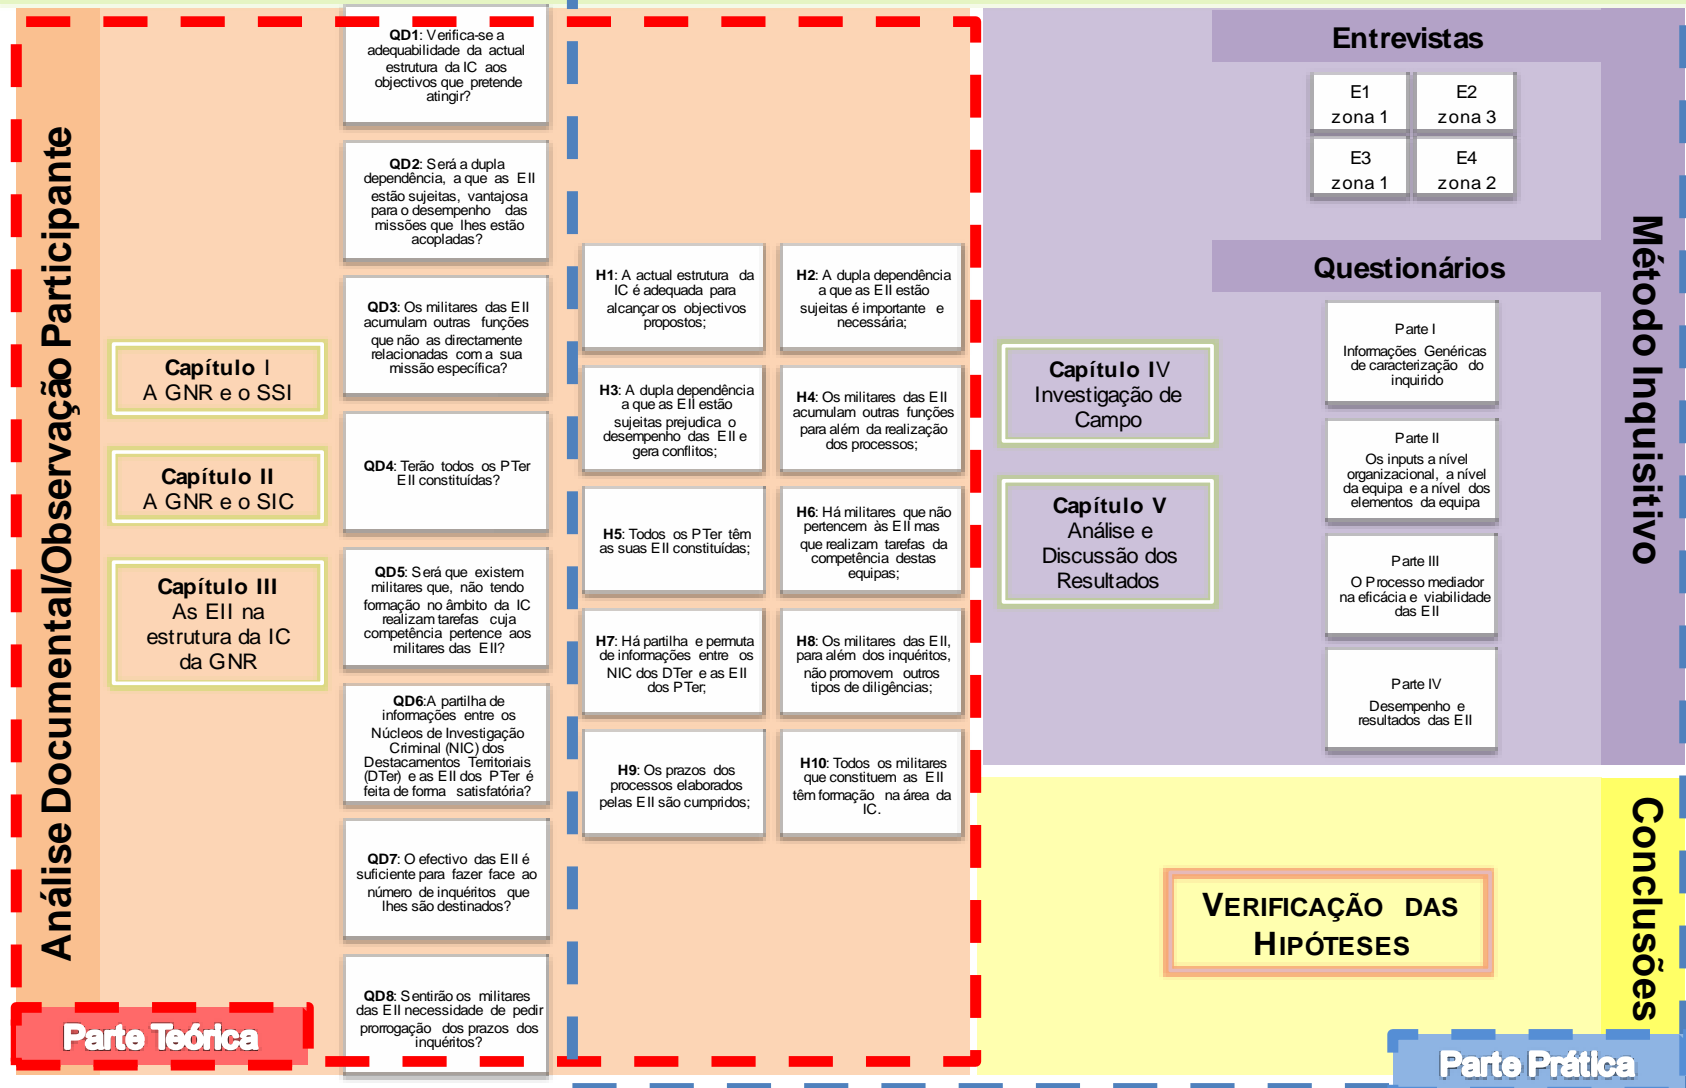 Análise Documental/Observação Participante
Capítulo I
A GNR e o SSI
Capítulo II
A GNR e o SIC
Capítulo III
As EII na
estrutura da IC
da GNR
Parte Teórica
QD1: Verifica-se a
adequabilidade da actual
estrutura da IC aos
objectivos que pretende
atingir?
QD2: Será a dupla
dependência, a que as EII
estão sujeitas, vantajosa
para o desempenho das
missões que lhes estão
acopladas?
QD3: Os militares das EII
acumulam outras funções
que não as directamente
relacionadas com a sua
missão específica?
QD4: Terão todos os PTer
EII constituídas?
QD5: Será que existem
militares que, não tendo
formação no âmbito da IC
realizam tarefas cuja
competência pertence aos
militares das EII?
QD6:A partilha de
informações entre os
Núcleos de Investigação
Criminal (NIC) dos
Destacamentos Territoriais
(DTer) e as EII dos PTer é
feita de forma satisfatória?
QD7: O efectivo das EII é
suficiente para fazer face ao
número de inquéritos que
lhes são destinados?
QD8: Sentirão os militares
das EII necessidade de pedir
prorrogação dos prazos dos
inquéritos?
H1: A actual estrutura da
IC é adequada para
alcançar os objectivos
propostos;
H2: A dupla dependência
a que as EII estão
sujeitas é importante e
necessária;
H3: A dupla dependência
a que as EII estão
sujeitas prejudica o
desempenho das EII e
gera conflitos;
H4: Os militares das EII
acumulam outras funções
para além da realização
dos processos;
H5: Todos os PTer têm
as suas EII constituídas;
H6: Há militares que não
pertencem às EII mas
que realizam tarefas da
competência destas
equipas;
H7: Há partilha e permuta
de informações entre os
NIC dos DTer e as EII
dos PTer;
H8: Os militares das EII,
para além dos inquéritos,
não promovem outros
tipos de diligências;
H9: Os prazos dos
processos elaborados
pelas EII são cumpridos;
H10: Todos os militares
que constituem as EII
têm formação na área da
IC.
Capítulo IV
Investigação de
Campo
Capítulo V
Análise e
Discussão dos
Resultados
Entrevistas
E1
zona 1
E2
zona 3
E3
zona 1
E4
zona 2
Questionários
Parte I
Informações Genéricas
de caracterização do
inquirido
Parte II
Os inputs a nível
organizacional, a nível
da equipa e a nível dos
elementos da equipa
Parte III
O Processo mediador
na eficácia e viabilidade
das EII
Parte IV
Desempenho e
resultados das EII
Método Inquisitivo
VERIFICAÇÃO DAS
HIPÓTESES
Conclusões
Parte Prática